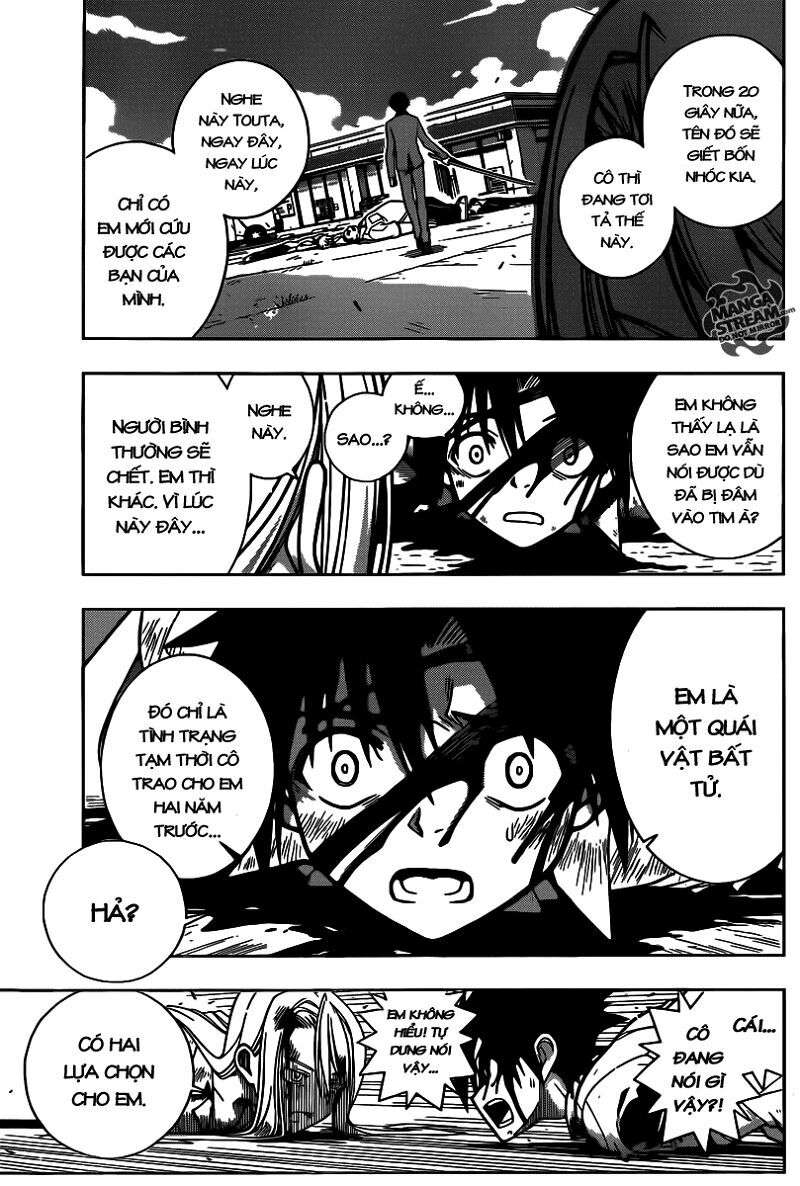 TRONG 20
GIÂY NỮA,
TÊN ĐÓ SẼ
GIẾT BỐN
NHÓC KIA.
CÔ THÌ
ĐANG TƠI
TẢ THẾ
NÀY.
NGHE
NÀY TOUTA,
NGAY ĐÂY,
NGAY LÚC
NÀY,
CHỈ CÓ
EM MỚI CỨU
ĐƯỢC CÁC
BẠN CỦA
MÌNH.
MANGA
STREAM.com
DO NOT MIRROR
EM KHÔNG
THẤY LẠ LÀ
SAO EM VẪN
NÓI ĐƯỢC DÙ
ĐÃ BỊ ĐÂM
VÀO TIM À?
Ế...
KHÔNG...
SAO...?
NGHE
NÀY.
NGƯỜI BÌNH
THƯỜNG SẼ
CHẾT. EM THÌ
KHÁC. VÌ LÚC
NÀY ĐÂY...
EM LÀ
MỘT QUÁI
VẬT BẤT
TỬ.
ĐÓ CHỈ LÀ
TÌNH TRẠNG
TẠM THỜI CÔ
TRAO CHO EM
HAI NĂM
TRƯỚC...
HẢ?
CÁI...
CÔ
ĐANG
NÓI GÌ
VẬY?!
EM KHÔNG
HIỂU! TỰ
DƯNG NÓI
VẬY...
CÓ HAI
LỰA CHỌN
CHO EM.